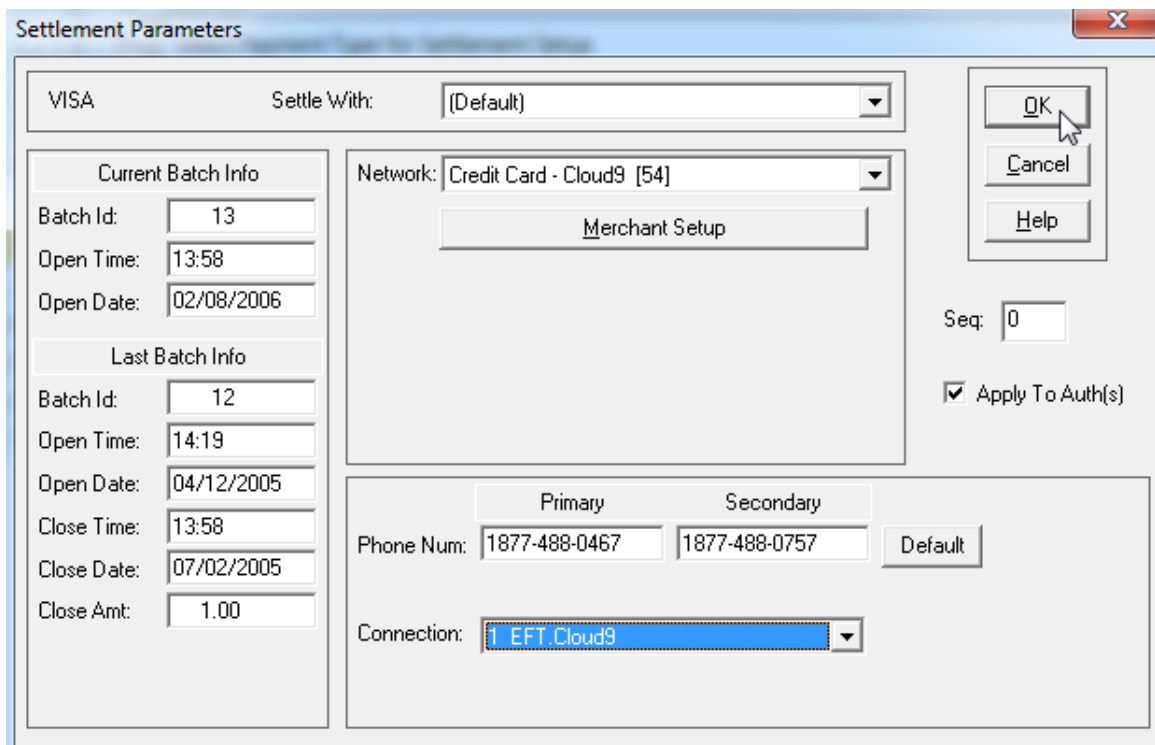 Settlement Parameters
VISA Settle With: (Default)
OK
Cancel
Help
Current Batch Info
Batch Id: 13
Open Time: 13:58
Open Date: 02/08/2006
Last Batch Info
Batch Id: 12
Open Time: 14:19
Open Date: 04/12/2005
Close Time: 13:58
Close Date: 07/02/2005
Close Amt: 1.00
Network: Credit Card - Cloud9 [54]
Merchant Setup
Seq: 0
Apply To Auth(s)
Primary Secondary
Phone Num: 1877-488-0467 1877-488-0757 Default
Connection: 1 EFT.Cloud9